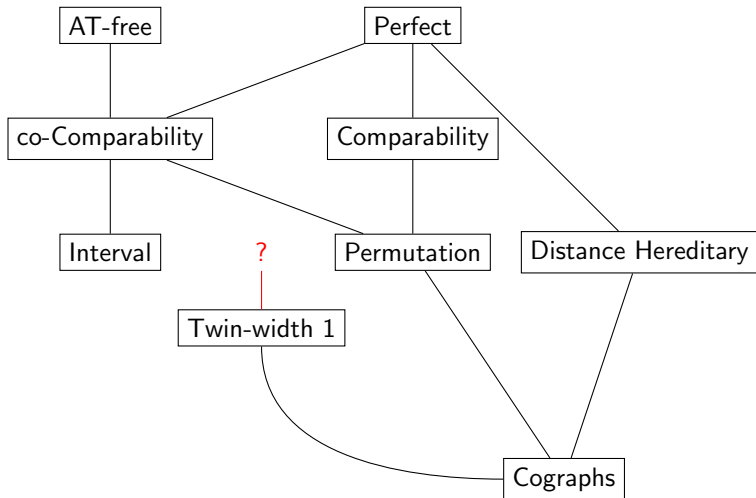 AT-free
Perfect
co-Comparability
Comparability
Interval
?
Permutation
Distance Hereditary
Twin-width 1
Cographs